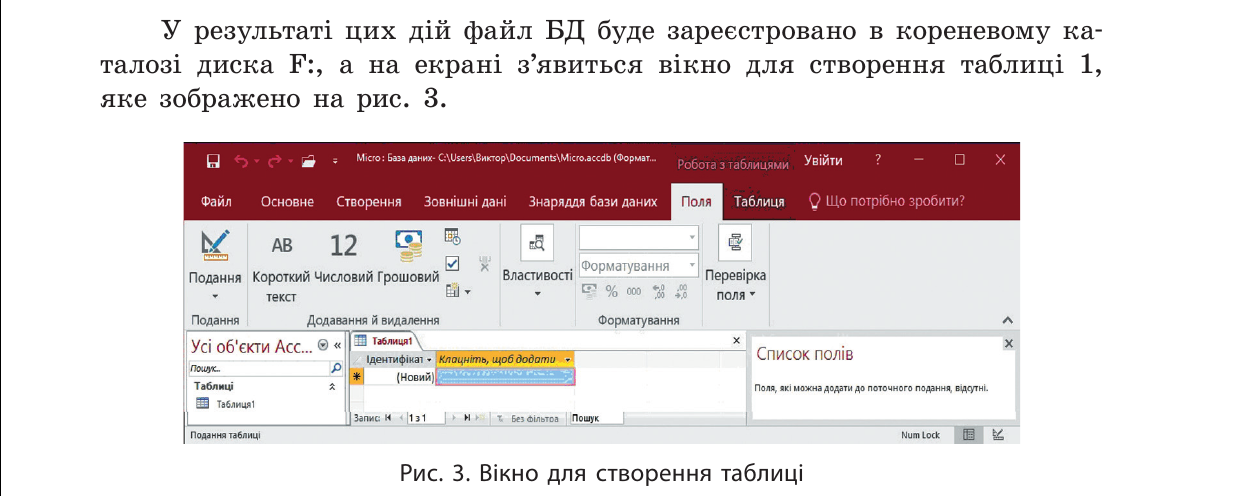 У результаті цих дій файл БД буде зареєстровано в кореневому ка-
талозі диска F:, а на екрані з’явиться вікно для створення таблиці 1,
яке зображено на рис. 3.
Micro : База даних- C:\Users\Виктор\Documents\Micro.accdb (Формат... Робота з таблицями Увійти ?
Файл Основне Створення Зовнішні дані Знаряддя бази даних Поля Таблиця Що потрібно зробити?
AB 12
Подання Короткий текст Числовий Грошовий Властивості Форматування Перевірка поля
% 000 ,00 ,00 +,0
Подання Додавання й видалення Форматування
Усі об'єкти Acc... «
Пошук...
Таблиці
Таблиця1
Таблиця1
Ідентифікат Клацніть, щоб додати
(Новий)
Запис: 1 з 1 Без фільтра Пошук
Список полів
Поля, які можна додати до поточного подання, відсутні.
Подання таблиці Num Lock
Рис. 3. Вікно для створення таблиці